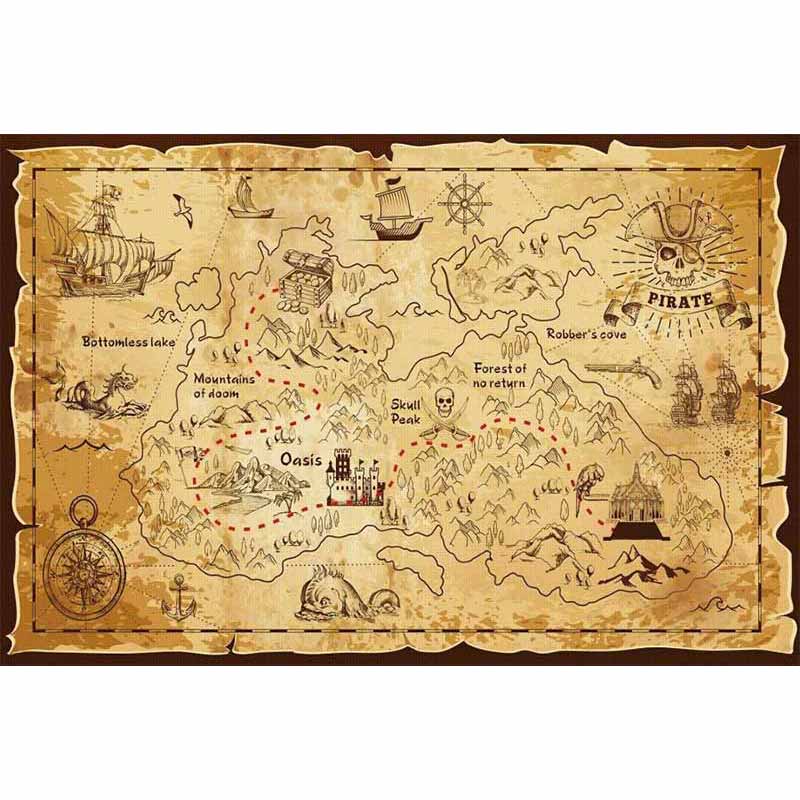 PIRATE
Bottomless lake
Robber's cove
Mountains
of doom
Forest of
no return
Skull
Peak
Oasis